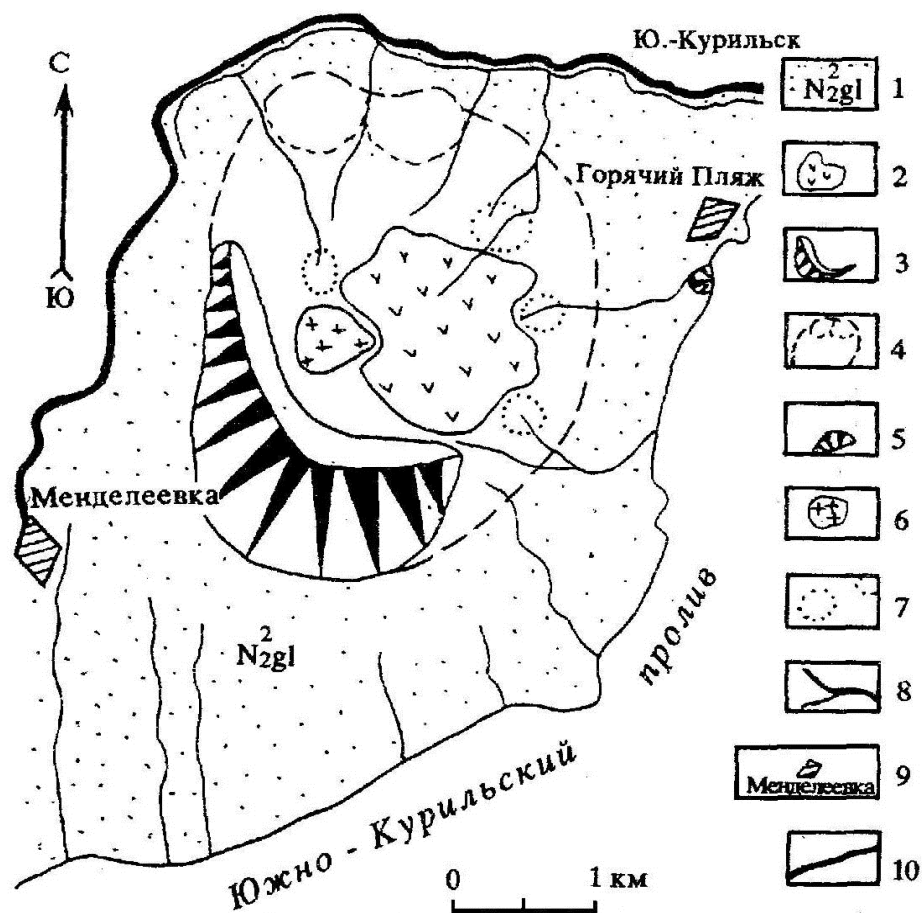 Ю.-Курильск
С
Ю
Горячий Пляж
Менделеевка
N₂²gl
пролив
Южно - Курильский
0 1 км
N₂²gl 1
2
3
4
5
6
7
8
Менделеевка 9
10